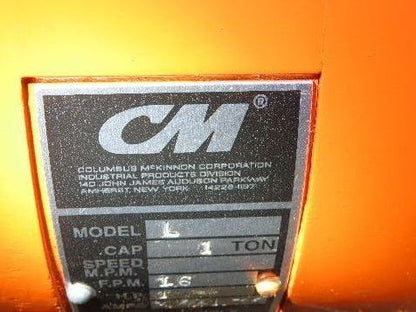 CM®
COLUMBUS McKINNON CORPORATION
INDUSTRIAL PRODUCTS DIVISION
140 JOHN JAMES AUDUBON PARKWAY
AMHERST, NEW YORK 14228-1197
MODEL L
CAP. 1 TON
SPEED
M.P.M.
F.P.M. 16
H.P. 1